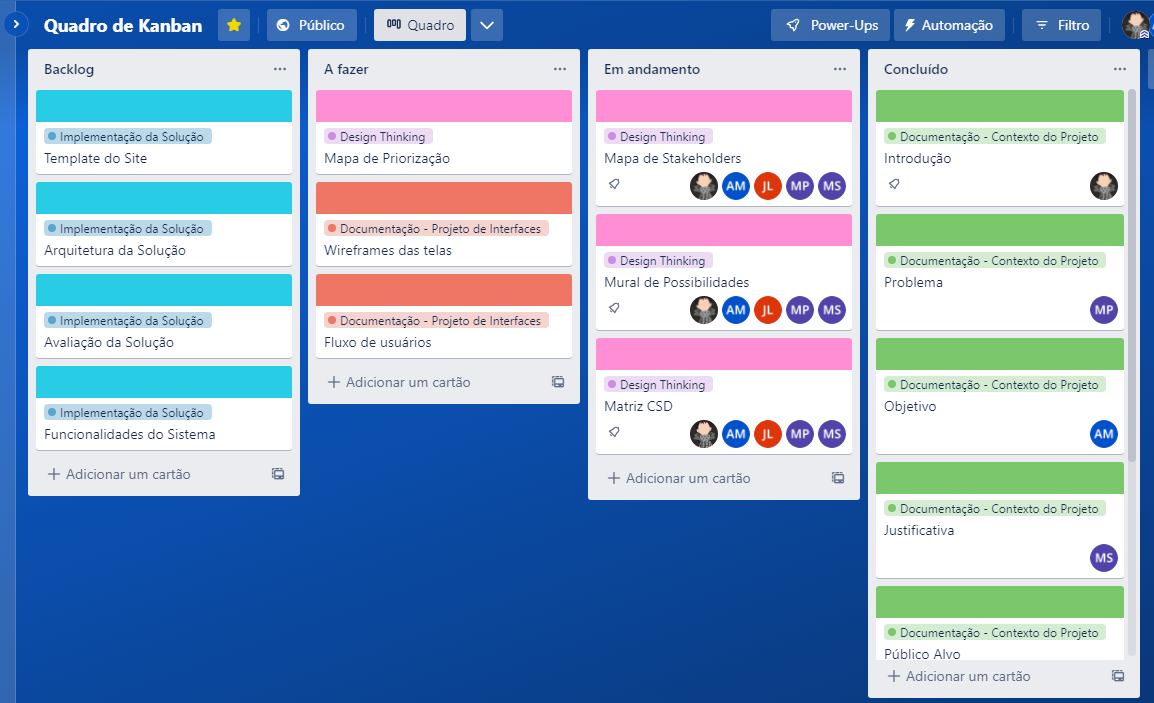 Quadro de Kanban
Público
Quadro
Power-Ups
Automação
Filtro
Backlog
Implementação da Solução
Template do Site
Implementação da Solução
Arquitetura da Solução
Implementação da Solução
Avaliação da Solução
Implementação da Solução
Funcionalidades do Sistema
Adicionar um cartão
A fazer
Design Thinking
Mapa de Priorização
Documentação - Projeto de Interfaces
Wireframes das telas
Documentação - Projeto de Interfaces
Fluxo de usuários
Adicionar um cartão
Em andamento
Design Thinking
Mapa de Stakeholders
AM JL MP MS
Design Thinking
Mural de Possibilidades
AM JL MP MS
Design Thinking
Matriz CSD
AM JL MP MS
Adicionar um cartão
Concluído
Documentação - Contexto do Projeto
Introdução
Documentação - Contexto do Projeto
Problema
MP
Documentação - Contexto do Projeto
Objetivo
AM
Documentação - Contexto do Projeto
Justificativa
MS
Documentação - Contexto do Projeto
Público Alvo
Adicionar um cartão